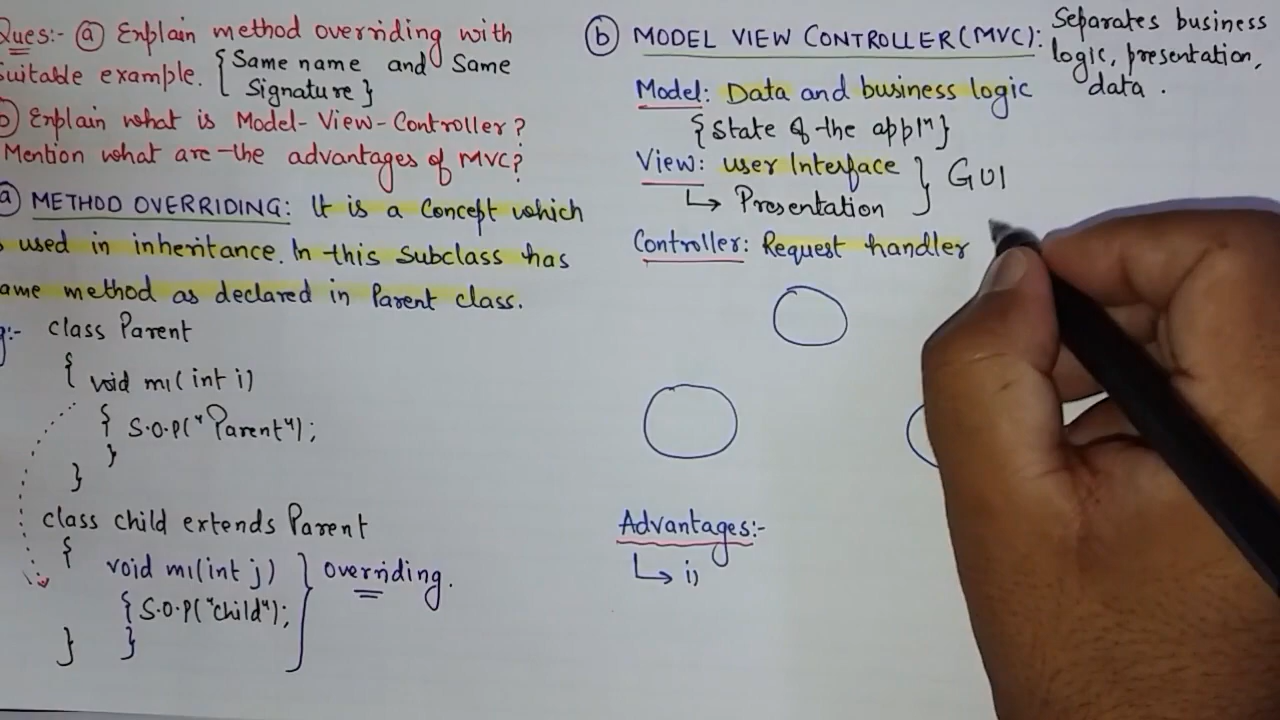 Ques:- ⓐ Explain method overriding with
suitable example. {Same name and Same
Signature}
b) Explain what is Model-View-Controller?
Mention what are the advantages of MVC?
a) METHOD OVERRIDING: It is a Concept which
used in inheritance. In this Subclass has
ame method as declared in Parent class.
g:- class Parent
{ void m1(int i)
{ S.O.P("Parent");
}
}
class child extends Parent
{ void m1(int j) } overriding.
{S.O.P("child");
} }
ⓑ MODEL VIEW CONTROLLER(MVC): Separates business
logic, presentation,
data.
Model: Data and business logic
{State of the applⁿ}
View: user Interface } GUI
↳ Presentation
Controller: Request handler
Advantages:-
↳ i)